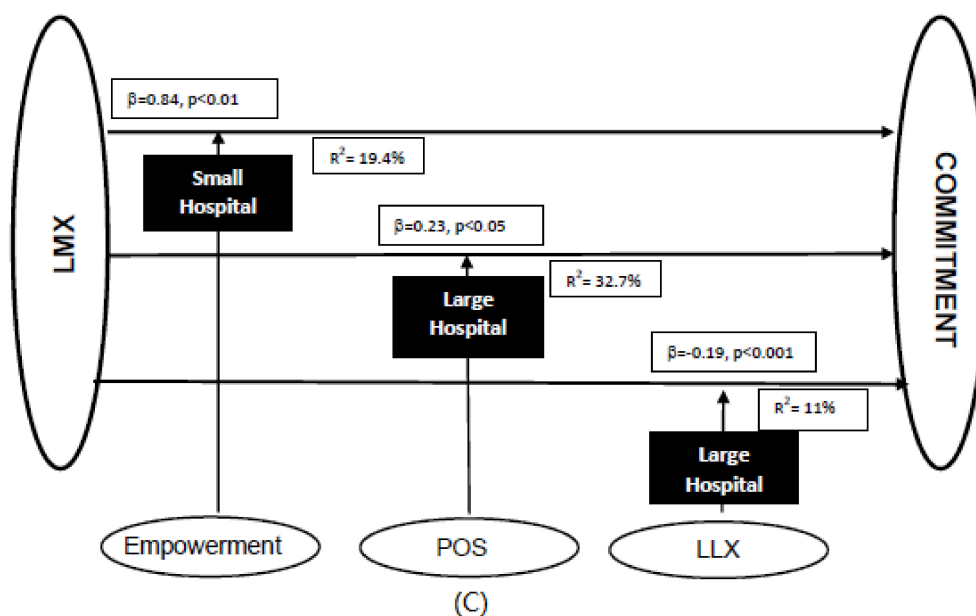 β=0.84, p<0.01
R²= 19.4%
Small
Hospital
LMX
COMMITMENT
β=0.23, p<0.05
R²= 32.7%
Large
Hospital
β=-0.19, p<0.001
R²= 11%
Large
Hospital
Empowerment
POS
LLX
(C)